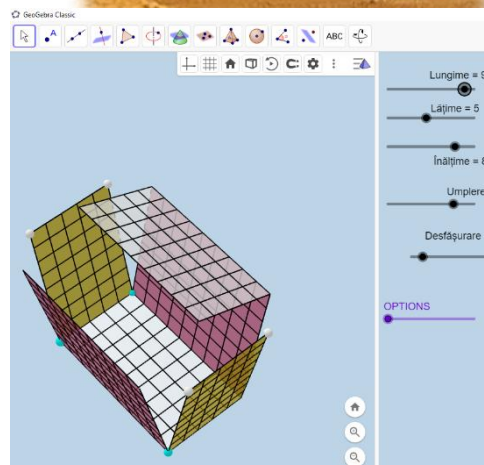 GeoGebra Classic
A
ABC
Lungime = 9
Lățime = 5
Înălțime = 8
Umplere
Desfășurare
OPTIONS